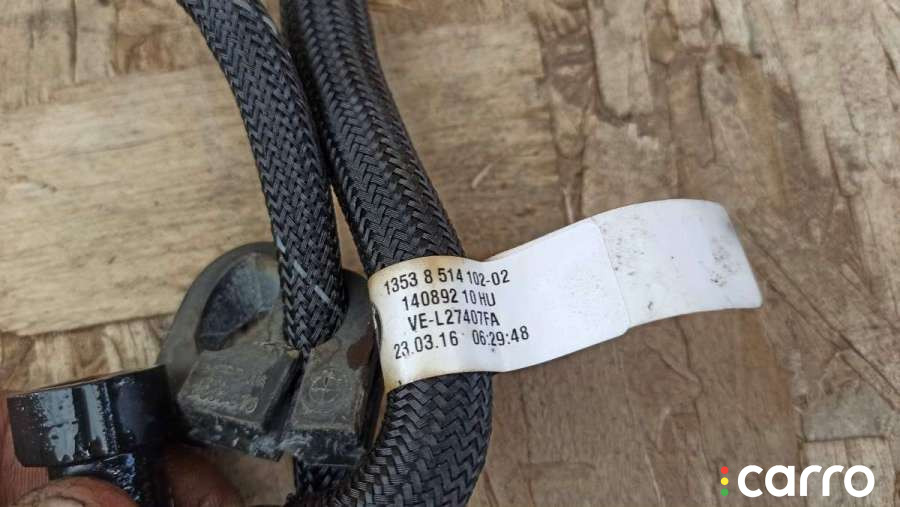 1353 8 514 102-02
140892 10 HU
VE-L27407FA
23.03.16 06:29:48
carro